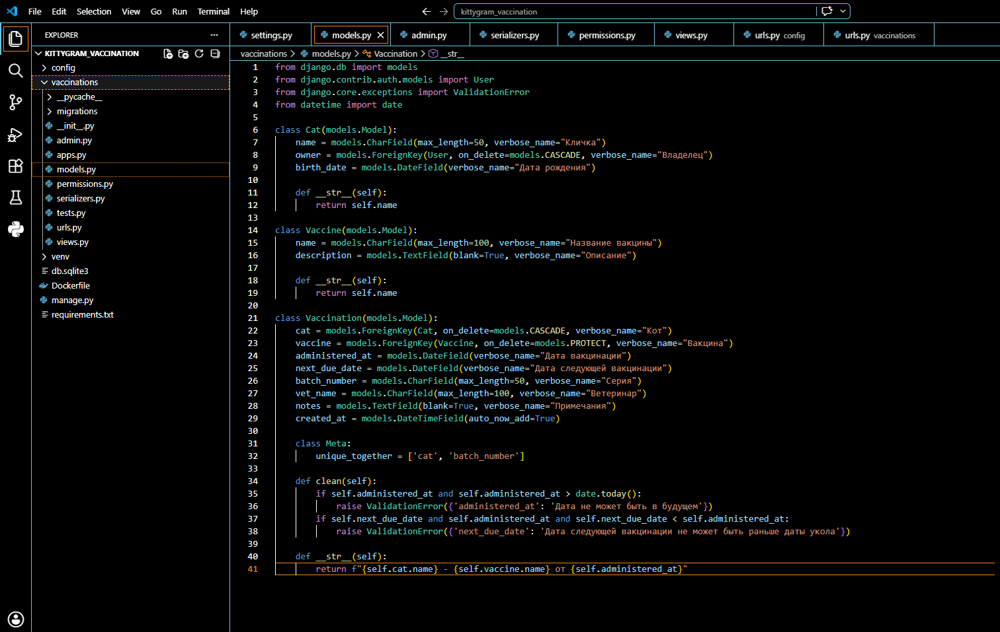 File Edit Selection View Go Run Terminal Help
kittygram_vaccination
EXPLORER
KITTYGRAM_VACCINATION
config
vaccinations
__pycache__
migrations
__init__.py
admin.py
apps.py
models.py
permissions.py
serializers.py
tests.py
urls.py
views.py
venv
db.sqlite3
Dockerfile
manage.py
requirements.txt
settings.py models.py admin.py serializers.py permissions.py views.py urls.py config urls.py vaccinations
vaccinations > models.py > Vaccination > __str__
1 from django.db import models
2 from django.contrib.auth.models import User
3 from django.core.exceptions import ValidationError
4 from datetime import date
5
6 class Cat(models.Model):
7     name = models.CharField(max_length=50, verbose_name="Кличка")
8     owner = models.ForeignKey(User, on_delete=models.CASCADE, verbose_name="Владелец")
9     birth_date = models.DateField(verbose_name="Дата рождения")
10
11     def __str__(self):
12         return self.name
13
14 class Vaccine(models.Model):
15     name = models.CharField(max_length=100, verbose_name="Название вакцины")
16     description = models.TextField(blank=True, verbose_name="Описание")
17
18     def __str__(self):
19         return self.name
20
21 class Vaccination(models.Model):
22     cat = models.ForeignKey(Cat, on_delete=models.CASCADE, verbose_name="Кот")
23     vaccine = models.ForeignKey(Vaccine, on_delete=models.PROTECT, verbose_name="Вакцина")
24     administered_at = models.DateField(verbose_name="Дата вакцинации")
25     next_due_date = models.DateField(verbose_name="Дата следующей вакцинации")
26     batch_number = models.CharField(max_length=50, verbose_name="Серия")
27     vet_name = models.CharField(max_length=100, verbose_name="Ветеринар")
28     notes = models.TextField(blank=True, verbose_name="Примечания")
29     created_at = models.DateTimeField(auto_now_add=True)
30
31     class Meta:
32         unique_together = ['cat', 'batch_number']
33
34     def clean(self):
35         if self.administered_at and self.administered_at > date.today():
36             raise ValidationError({'administered_at': 'Дата не может быть в будущем'})
37         if self.next_due_date and self.administered_at and self.next_due_date < self.administered_at:
38             raise ValidationError({'next_due_date': 'Дата следующей вакцинации не может быть раньше даты укола'})
39
40     def __str__(self):
41         return f"{self.cat.name} - {self.vaccine.name} от {self.administered_at}"